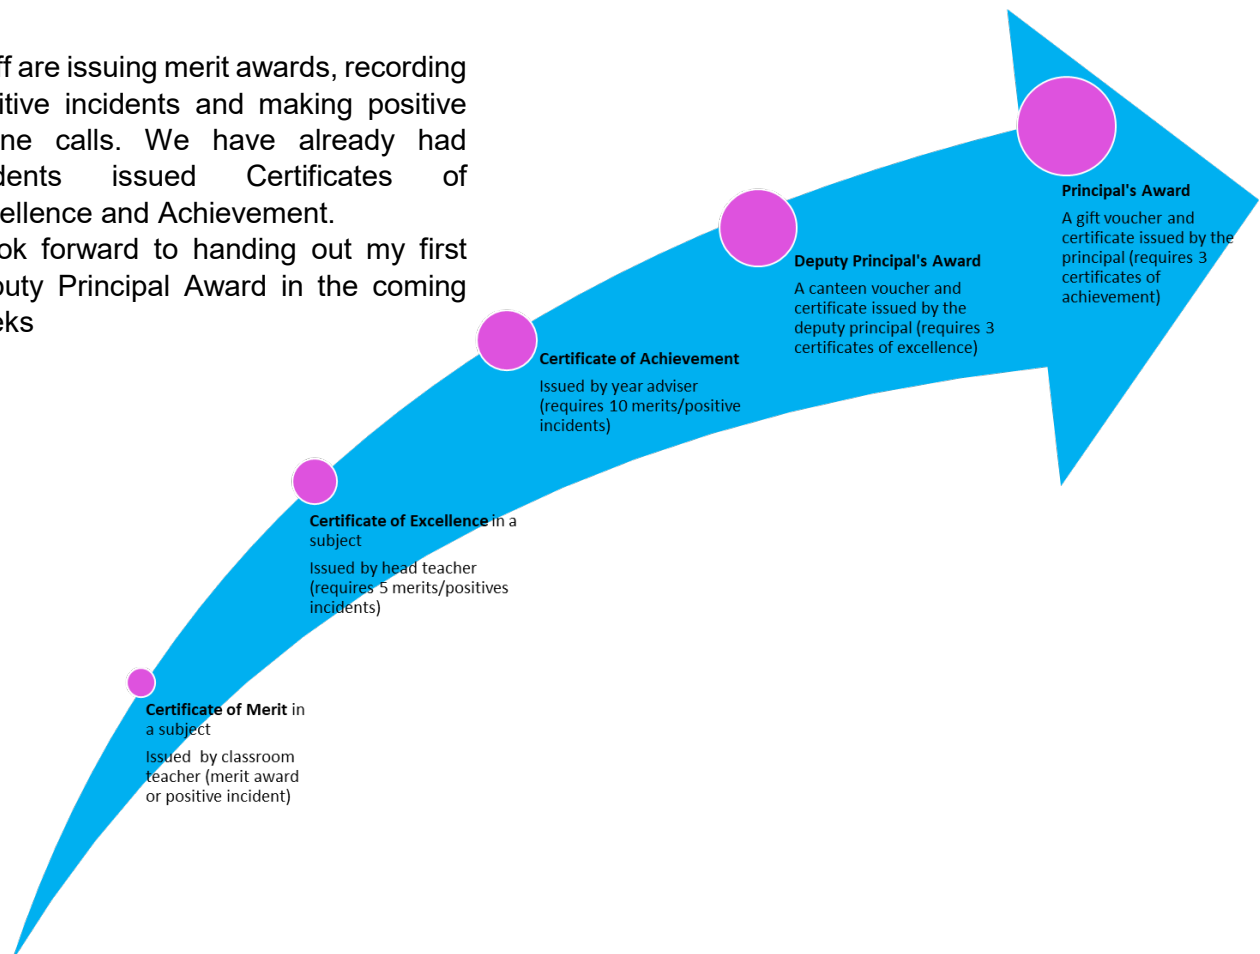 ff are issuing merit awards, recording
itive incidents and making positive
ne calls. We have already had
dents issued Certificates of
ellence and Achievement.
ok forward to handing out my first
puty Principal Award in the coming
eks
Principal's Award
A gift voucher and
certificate issued by the
principal (requires 3
certificates of
achievement)
Deputy Principal's Award
A canteen voucher and
certificate issued by the
deputy principal (requires 3
certificates of excellence)
Certificate of Achievement
Issued by year adviser
(requires 10 merits/positive
incidents)
Certificate of Excellence in a
subject
Issued by head teacher
(requires 5 merits/positives
incidents)
Certificate of Merit in
a subject
Issued by classroom
teacher (merit award
or positive incident)